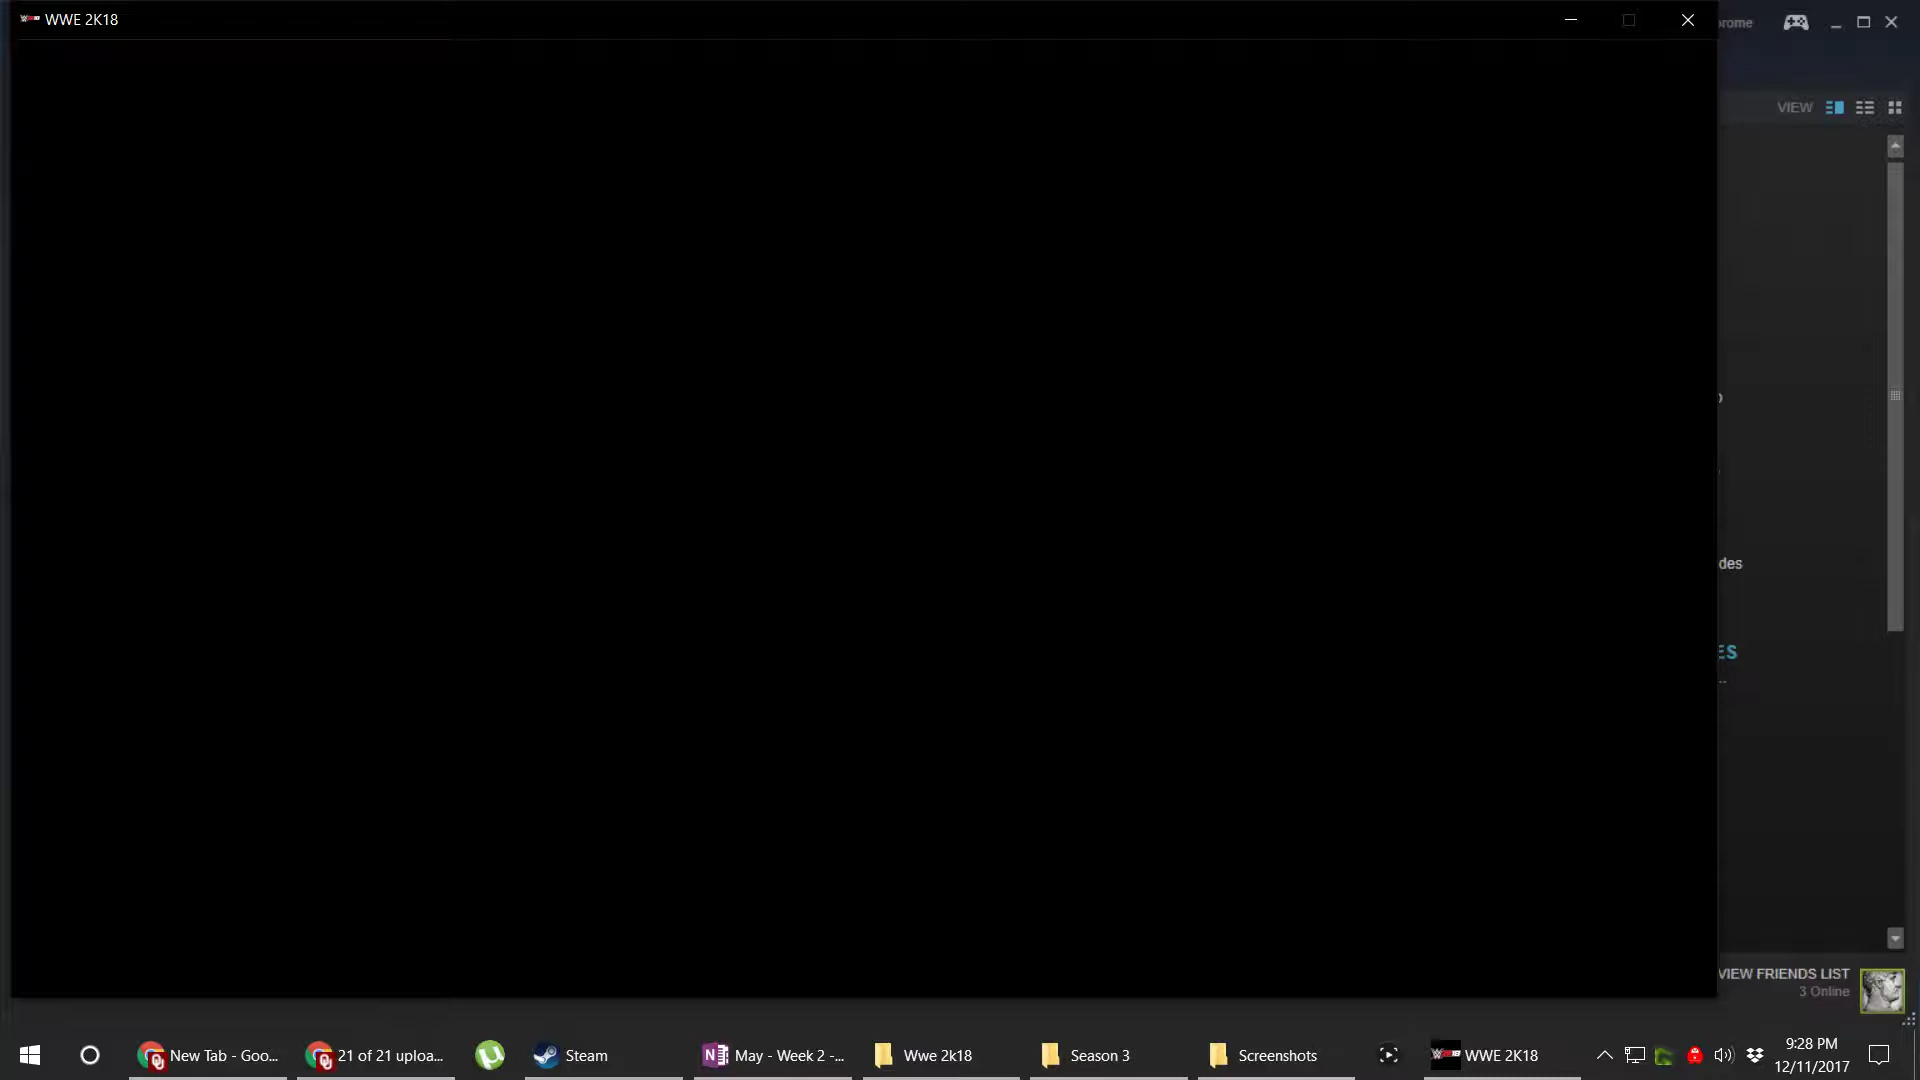 WWE 2K18
rome
VIEW
des
ES
VIEW FRIENDS LIST
3 Online
New Tab - Goo...
21 of 21 uploa...
Steam
May - Week 2 -...
Wwe 2k18
Season 3
Screenshots
WWE 2K18
9:28 PM
12/11/2017